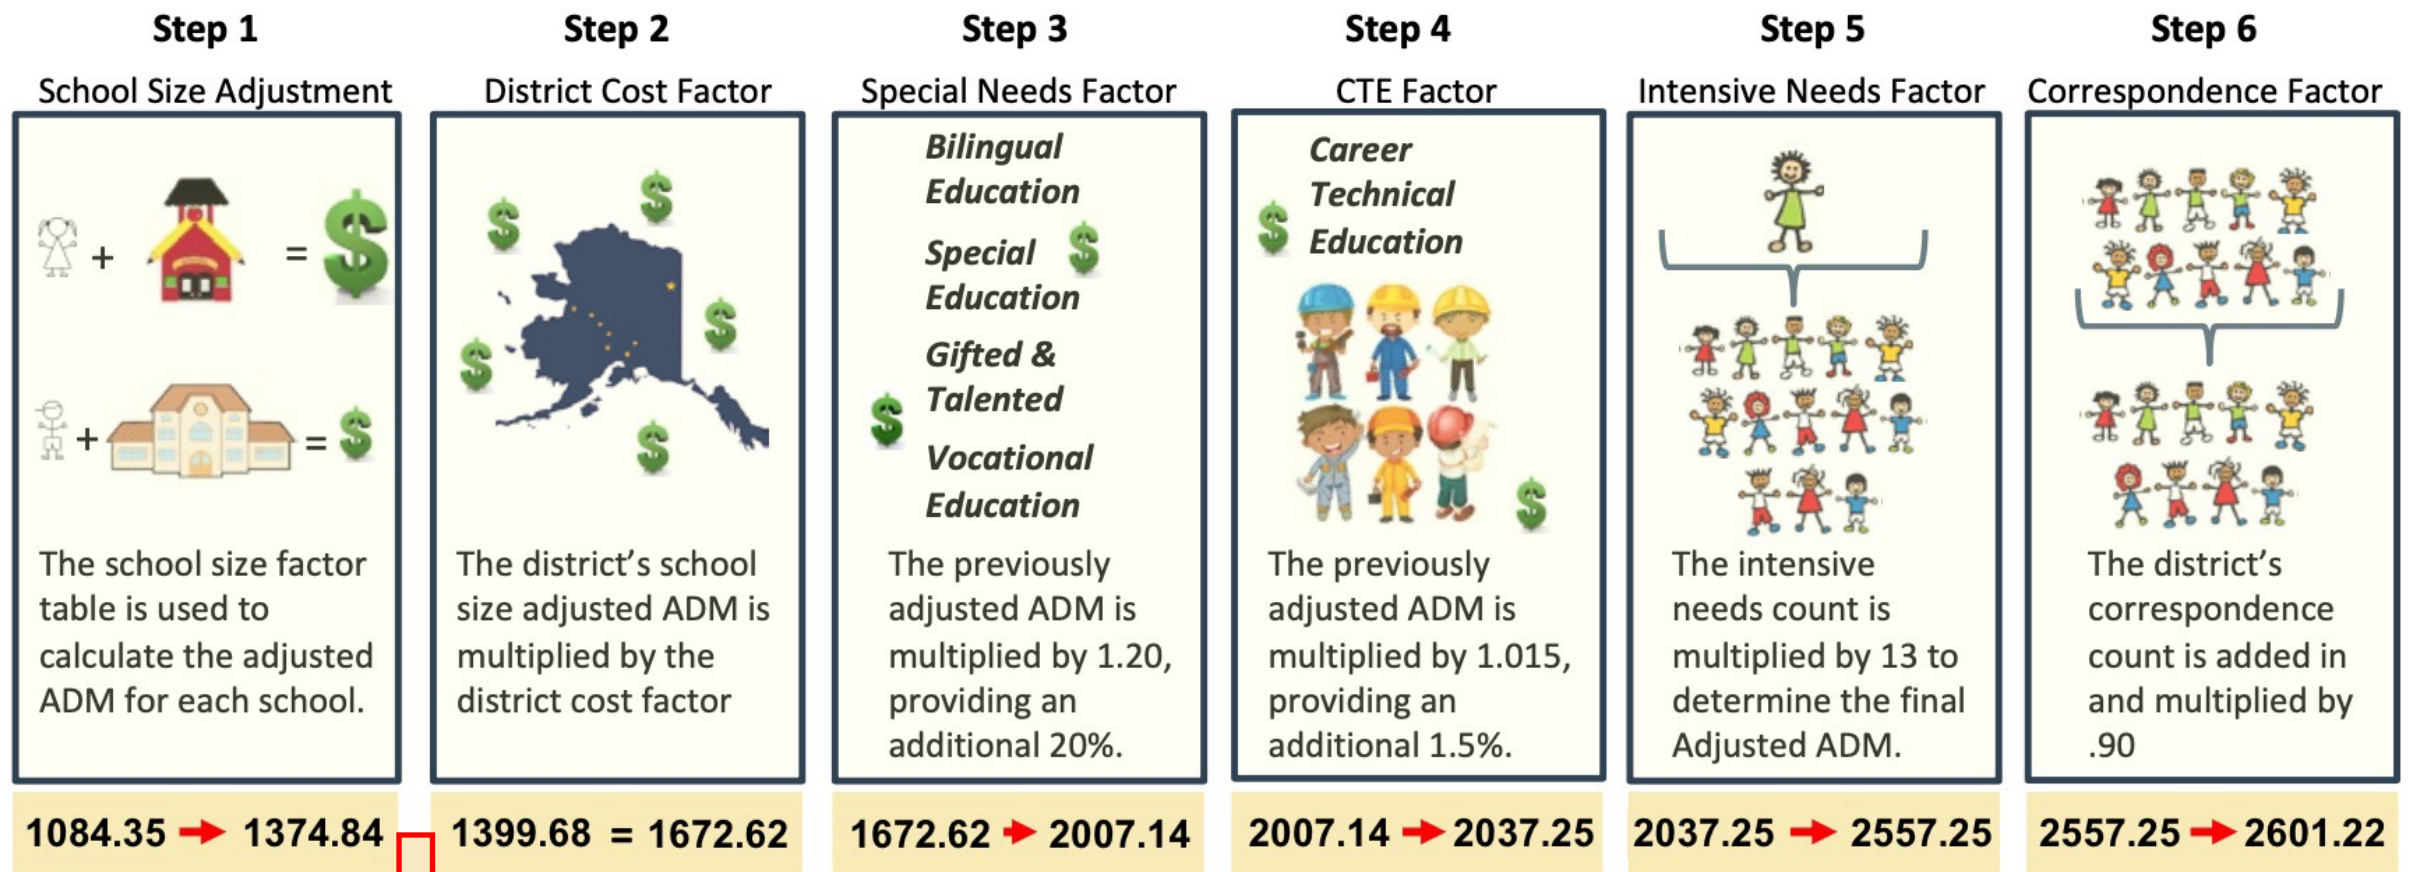 Step 1
School Size Adjustment
+
=
+
=
The school size factor
table is used to
calculate the adjusted
ADM for each school.
1084.35 → 1374.84
Step 2
District Cost Factor
The district’s school
size adjusted ADM is
multiplied by the
district cost factor
1399.68 = 1672.62
Step 3
Special Needs Factor
Bilingual
Education
Special
Education
Gifted &
Talented
Vocational
Education
The previously
adjusted ADM is
multiplied by 1.20,
providing an
additional 20%.
1672.62 → 2007.14
Step 4
CTE Factor
Career
Technical
Education
The previously
adjusted ADM is
multiplied by 1.015,
providing an
additional 1.5%.
2007.14 → 2037.25
Step 5
Intensive Needs Factor
The intensive
needs count is
multiplied by 13 to
determine the final
Adjusted ADM.
2037.25 → 2557.25
Step 6
Correspondence Factor
The district’s
correspondence
count is added in
and multiplied by
.90
2557.25 → 2601.22